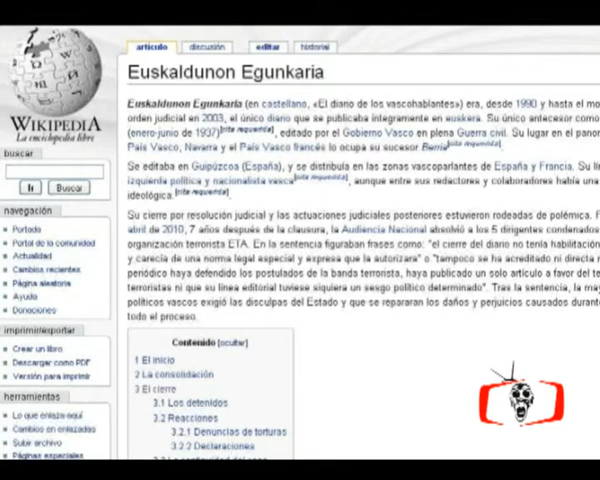 artículo discusión editar historial
Euskaldunon Egunkaria
Euskaldunon Egunkaria (en castellano, «El diario de los vascohablantes») era, desde 1990 y hasta el mo
orden judicial en 2003, el único diario que se publicaba íntegramente en euskera. Su único antecesor como
(enero-junio de 1937)[cita requerida], editado por el Gobierno Vasco en plena Guerra civil. Su lugar en el panor
País Vasco, Navarra y el País Vasco francés lo ocupa su sucesor Berria[cita requerida].
Se editaba en Guipúzcoa (España), y se distribuía en las zonas vascoparlantes de España y Francia. Su lín
izquierda política y nacionalista vasca[cita requerida], aunque entre sus redactores y colaboradores había una
ideológica.[cita requerida]
Su cierre por resolución judicial y las actuaciones judiciales posteriores estuvieron rodeadas de polémica. F
abril de 2010, 7 años después de la clausura, la Audiencia Nacional absolvió a los 5 dirigentes condenados
organización terrorista ETA. En la sentencia figuraban frases como: "el cierre del diario no tenía habilitación
y carecía de una norma legal especial y expresa que la autorizara" o "tampoco se ha acreditado ni directa n
periódico haya defendido los postulados de la banda terrorista, haya publicado un solo artículo a favor del te
terroristas ni que su línea editorial tuviese siquiera un sesgo político determinado". Tras la sentencia, la may
políticos vascos exigió las disculpas del Estado y que se repararan los daños y perjuicios causados durante
todo el proceso.
Contenido [ocultar]
1 El inicio
2 La consolidación
3 El cierre
3.1 Los detenidos
3.2 Reacciones
3.2.1 Denuncias de torturas
3.2.2 Declaraciones
WIKIPEDIA
La enciclopedia libre
buscar
Ir Buscar
navegación
Portada
Portal de la comunidad
Actualidad
Cambios recientes
Página aleatoria
Ayuda
Donaciones
imprimir/exportar
Crear un libro
Descargar como PDF
Versión para imprimir
herramientas
Lo que enlaza aquí
Cambios en enlazadas
Subir archivo
Páginas especiales